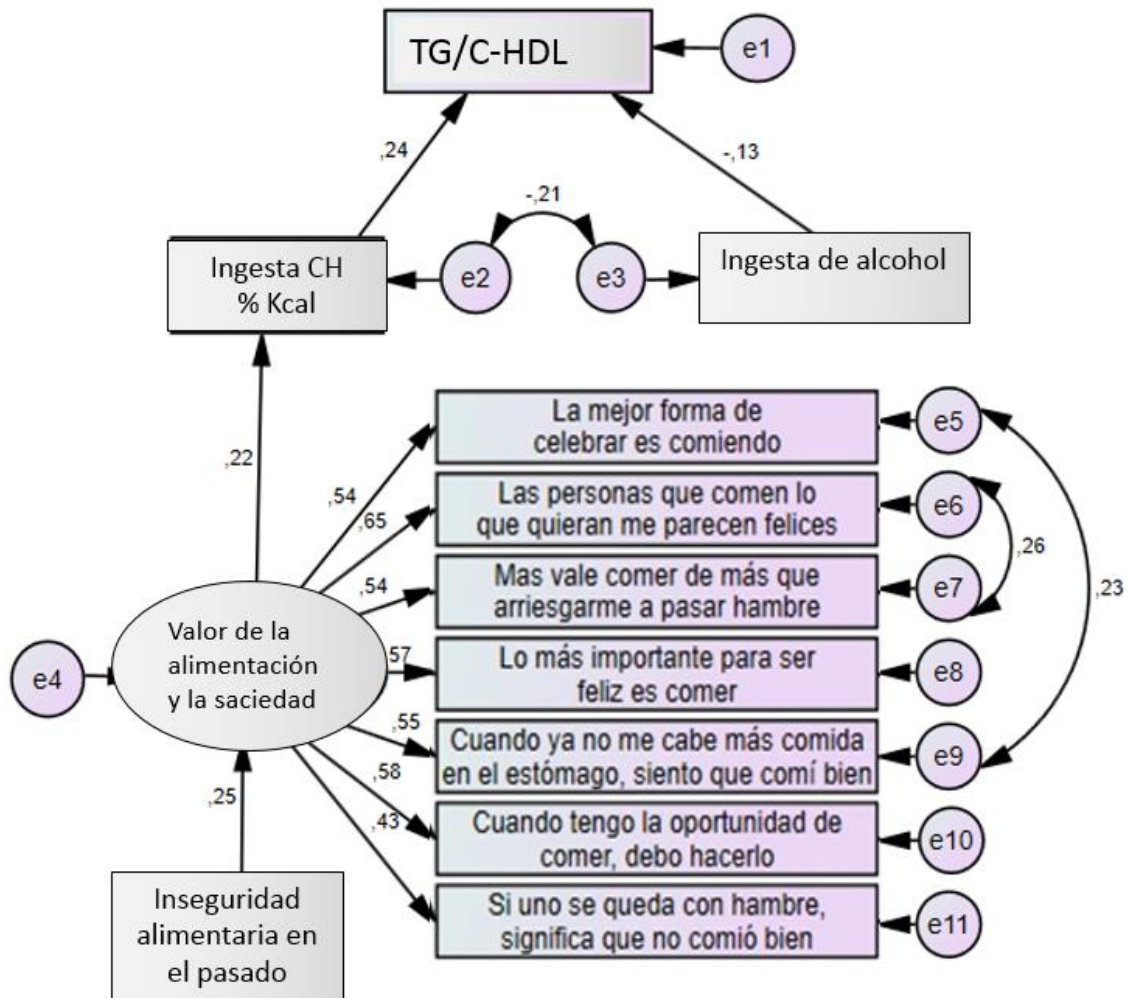 TG/C-HDL
e1
,24
-,13
-,21
Ingesta CH
% Kcal
e2
e3
Ingesta de alcohol
,22
La mejor forma de
celebrar es comiendo
e5
,54
Las personas que comen lo
que quieran me parecen felices
e6
,65
,26
Mas vale comer de más que
arriesgarme a pasar hambre
e7
,54
,23
Valor de la
alimentación
y la saciedad
e4
Lo más importante para ser
feliz es comer
e8
57
Cuando ya no me cabe más comida
en el estómago, siento que comí bien
e9
,55
,58
Cuando tengo la oportunidad de
comer, debo hacerlo
e10
,43
,25
Si uno se queda con hambre,
significa que no comió bien
e11
Inseguridad
alimentaria en
el pasado